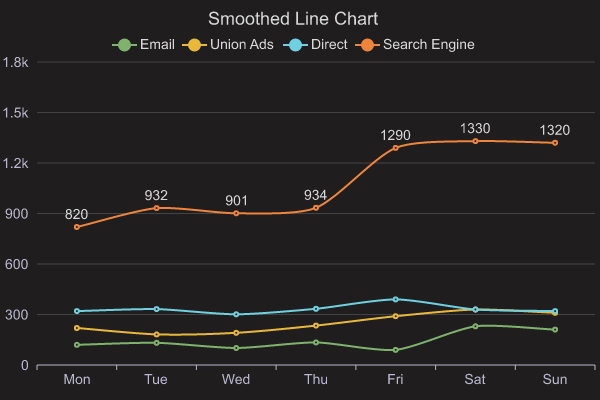 Smoothed Line Chart
Email Union Ads Direct Search Engine
1.8k
1.5k
1.2k
900
600
300
0
820
932
901
934
1290
1330
1320
Mon Tue Wed Thu Fri Sat Sun